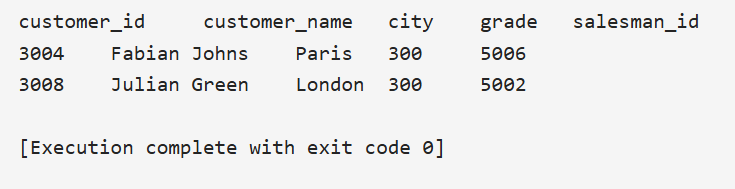 customer_id customer_name city grade salesman_id
3004 Fabian Johns Paris 300 5006
3008 Julian Green London 300 5002
[Execution complete with exit code 0]